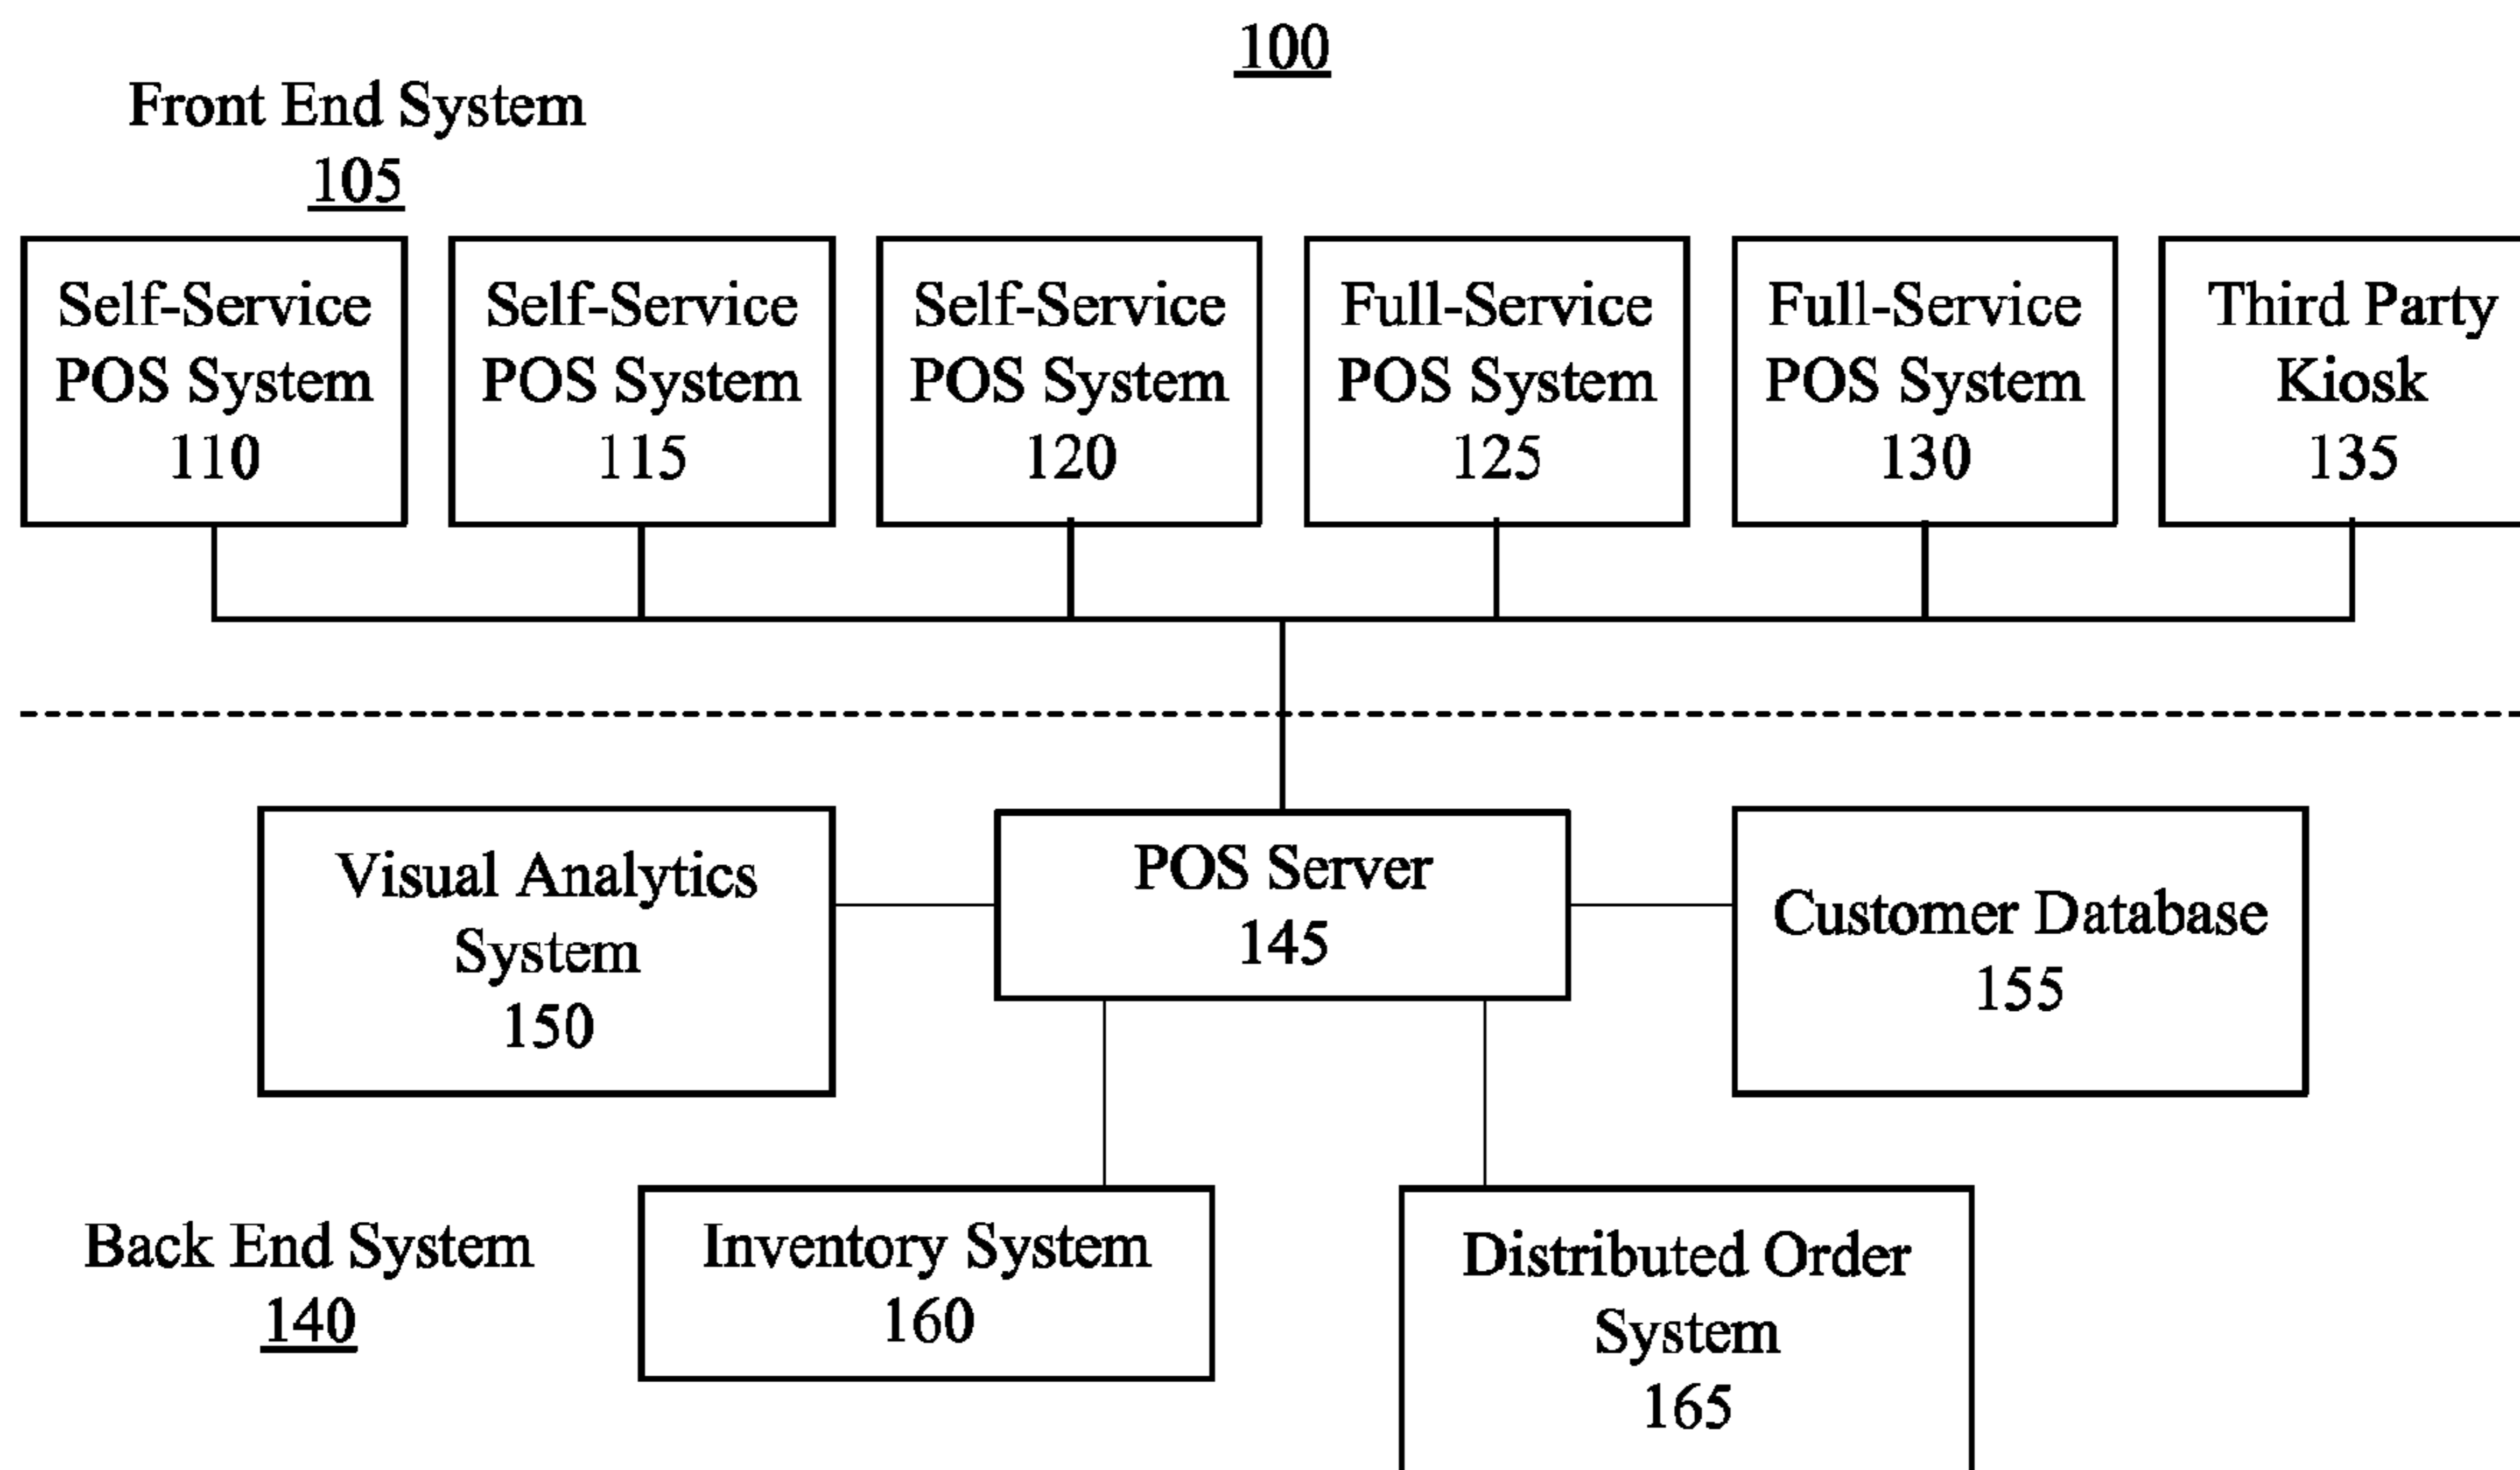 100
Front End System
105
Self-Service
POS System
110
Self-Service
POS System
115
Self-Service
POS System
120
Full-Service
POS System
125
Full-Service
POS System
130
Third Party
Kiosk
135
Visual Analytics
System
150
POS Server
145
Customer Database
155
Back End System
140
Inventory System
160
Distributed Order
System
165